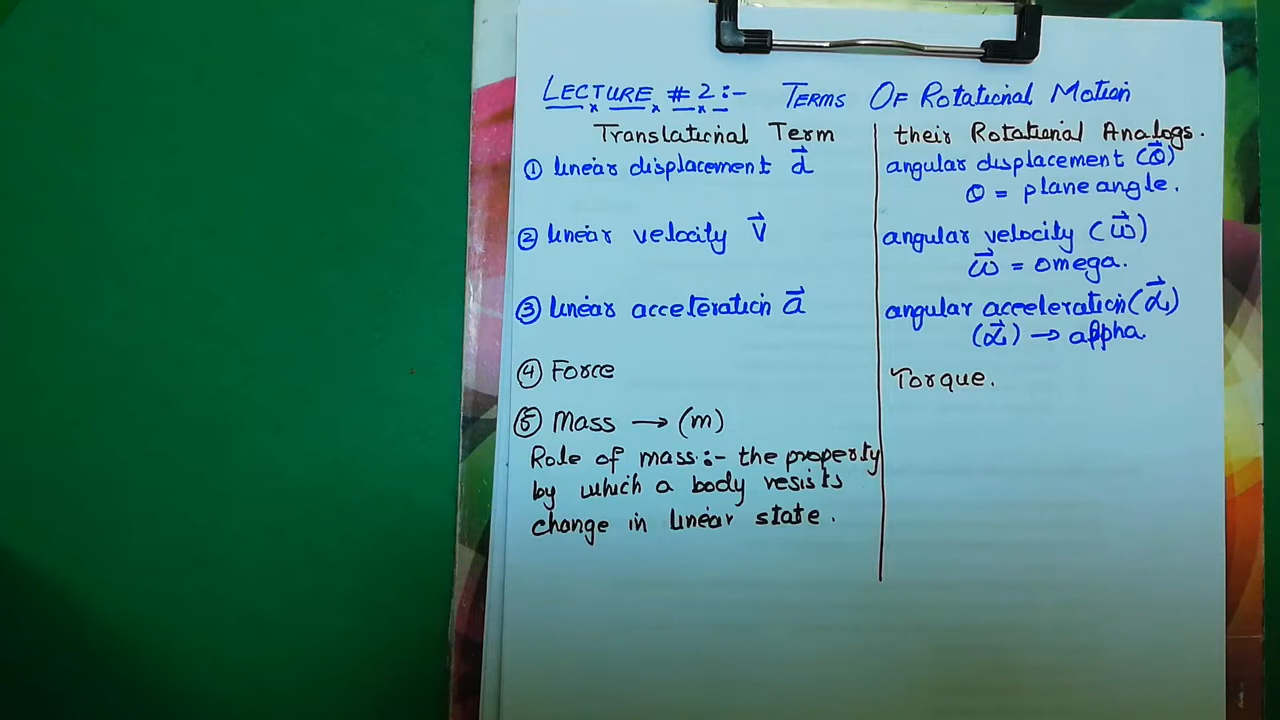 LECTURE # 2 :- TERMS OF Rotational Motion
Translational Term
their Rotational Analogs.
① linear displacement d⃗
angular displacement (θ⃗)
θ = plane angle.
② linear velocity V⃗
angular velocity (ω⃗)
ω⃗ = omega.
③ linear acceleration a⃗
angular acceleration (α⃗)
(α⃗) → alpha.
④ Force
Torque.
⑤ Mass → (m)
Role of mass :- the property
by which a body resists
change in linear state.